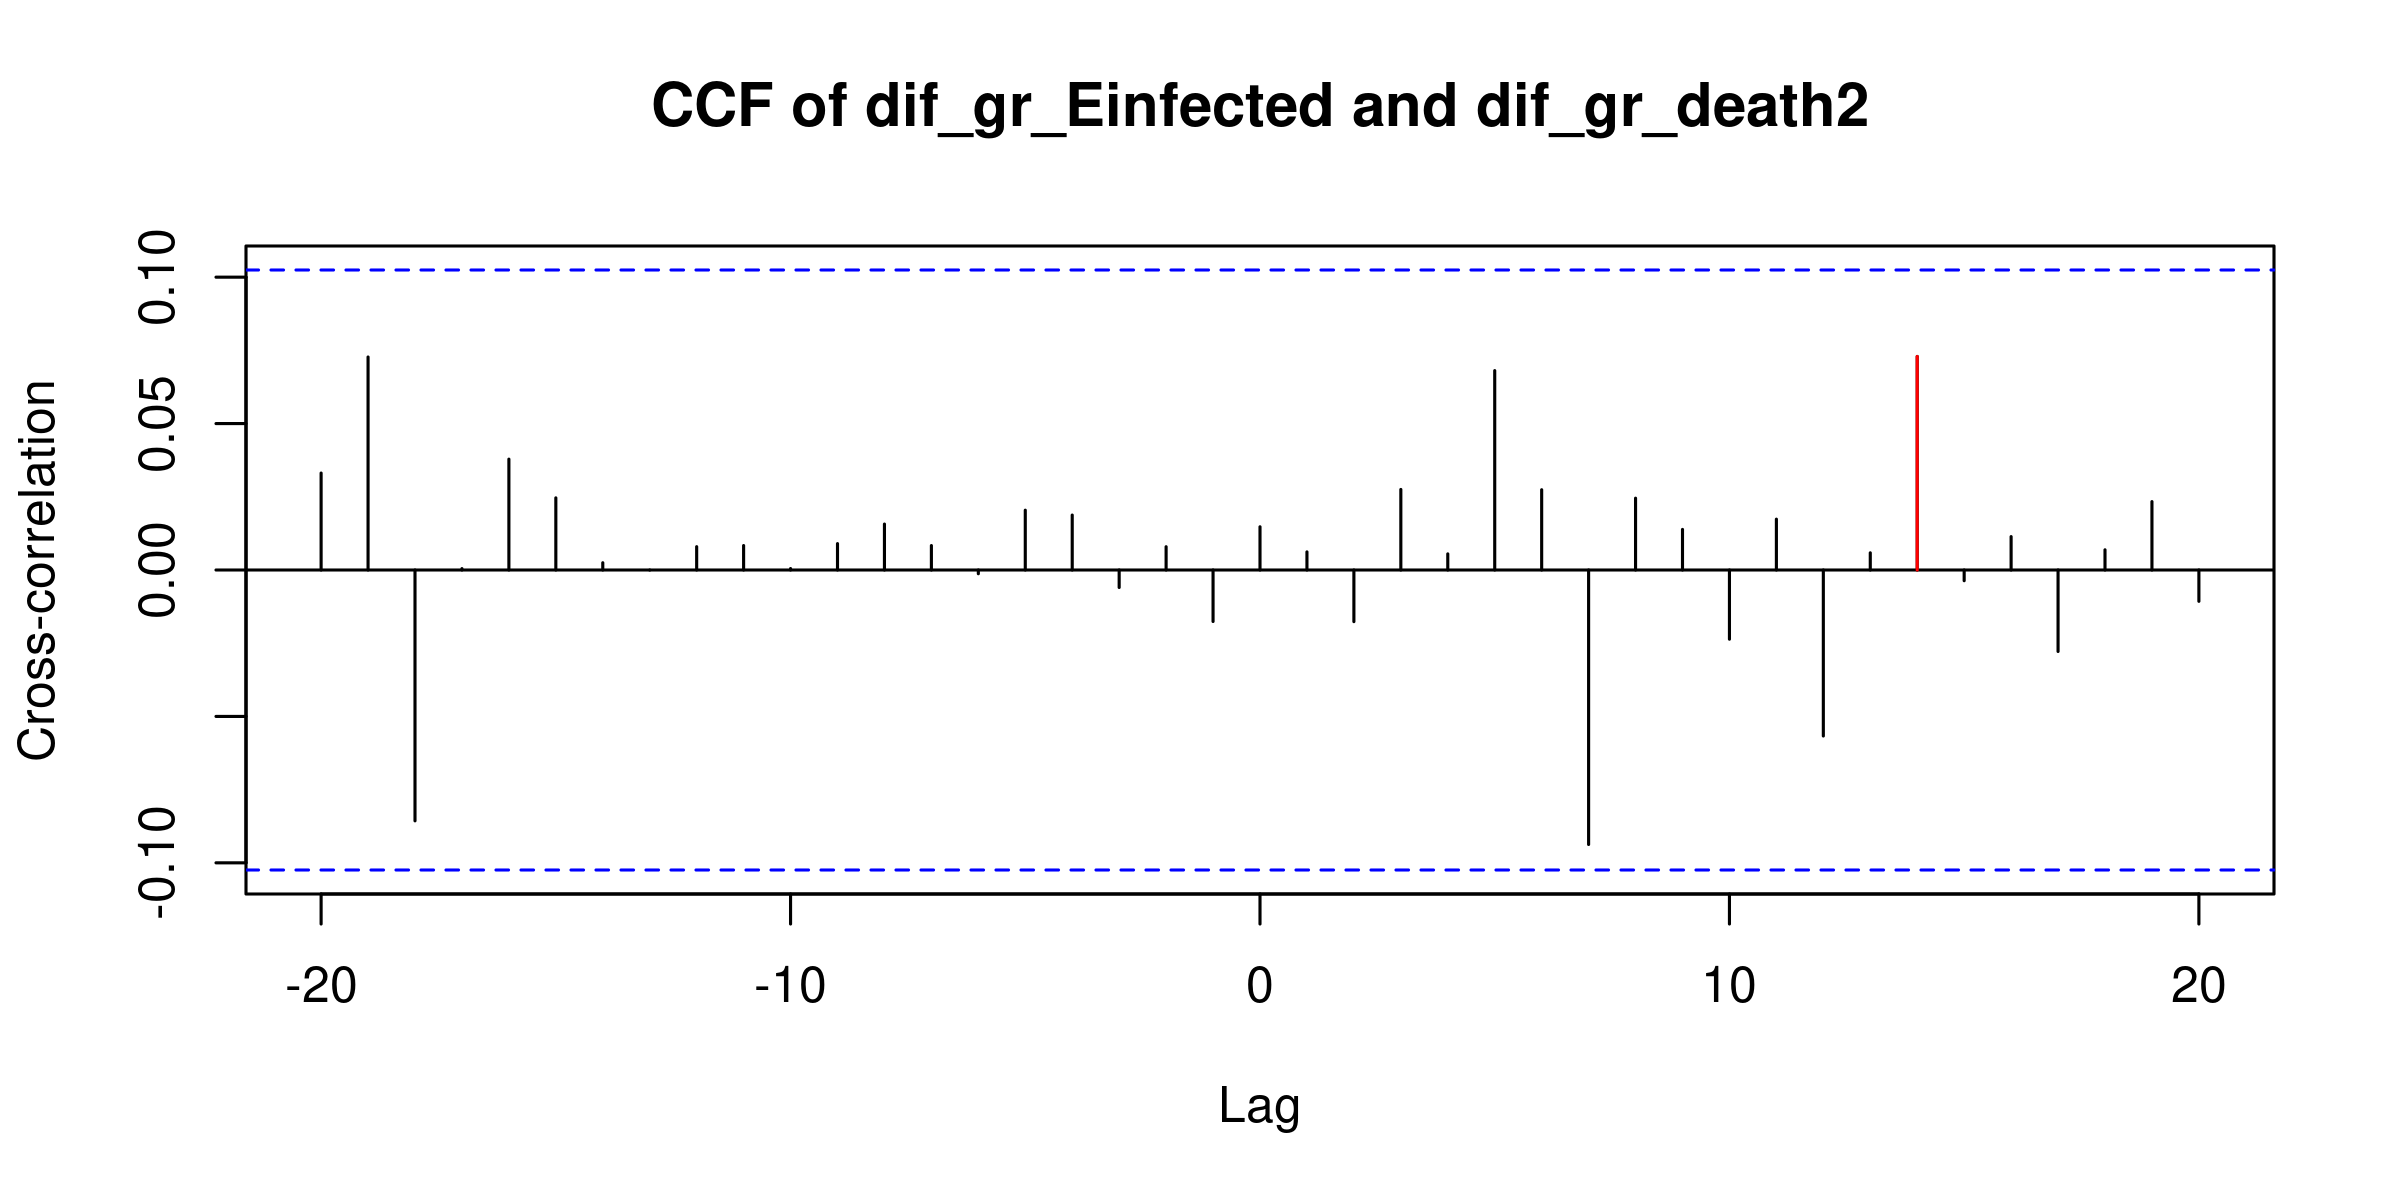 CCF of dif_gr_Einfected and dif_gr_death2
Cross-correlation
0.10
0.05
0.00
-0.10
-20 -10 0 10 20
Lag